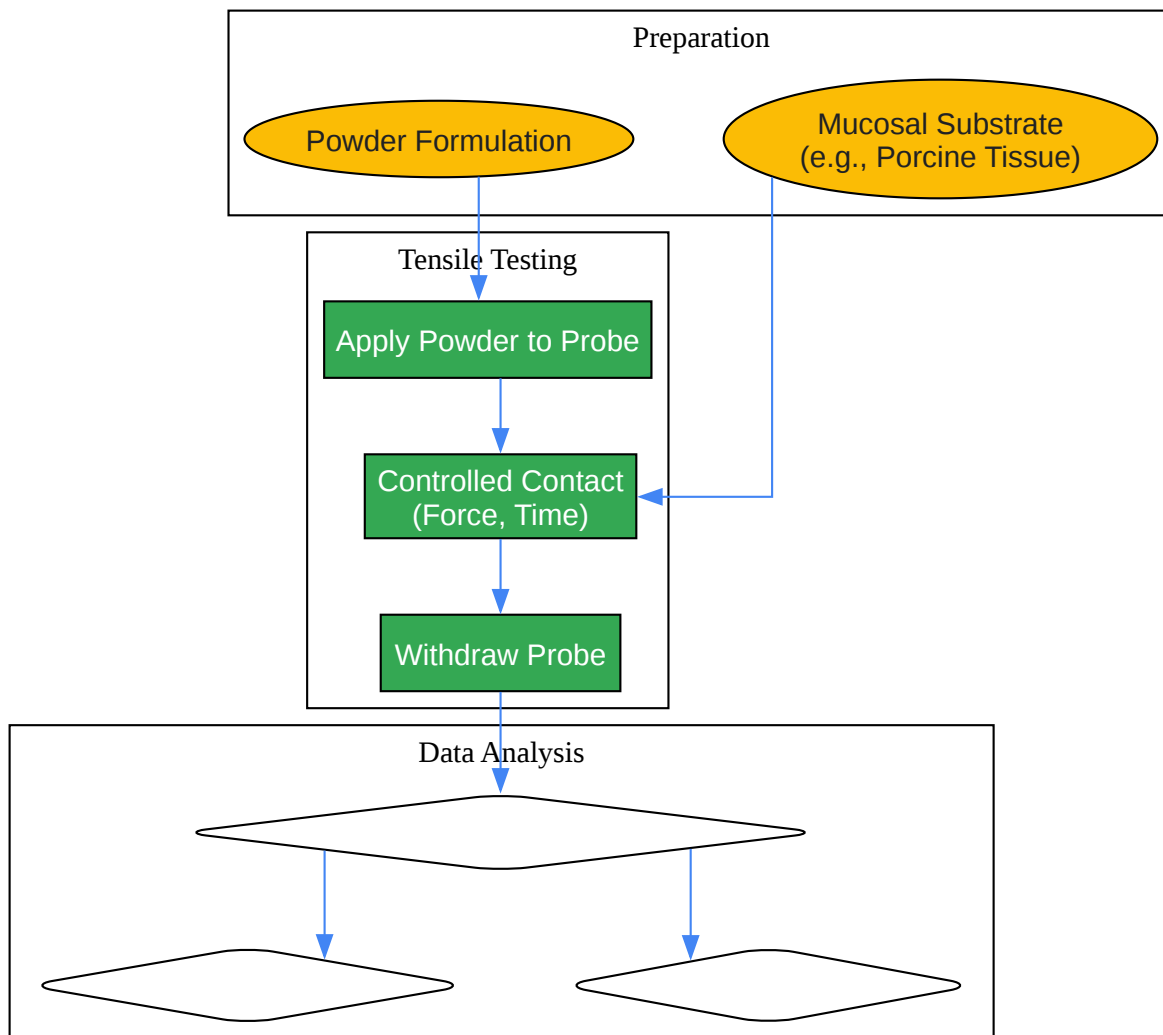 Preparation
Powder Formulation
Mucosal Substrate
(e.g., Porcine Tissue)
Tensile Testing
Apply Powder to Probe
Controlled Contact
(Force, Time)
Withdraw Probe
Data Analysis